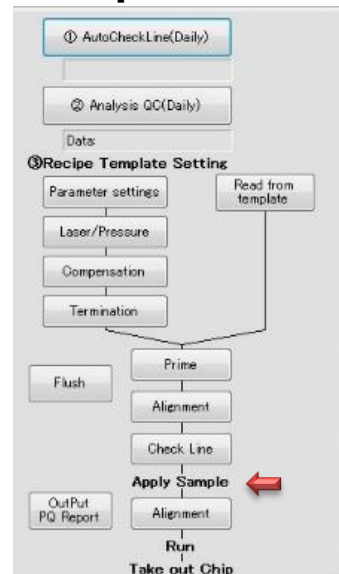 ① AutoCheckLine(Daily)
② Analysis QC(Daily)
Data:
③Recipe Template Setting
Parameter settings
Read from
template
Laser/Pressure
Compensation
Termination
Prime
Flush
Alignment
Check Line
Apply Sample
OutPut
PQ Report
Alignment
Run
Take out Chip